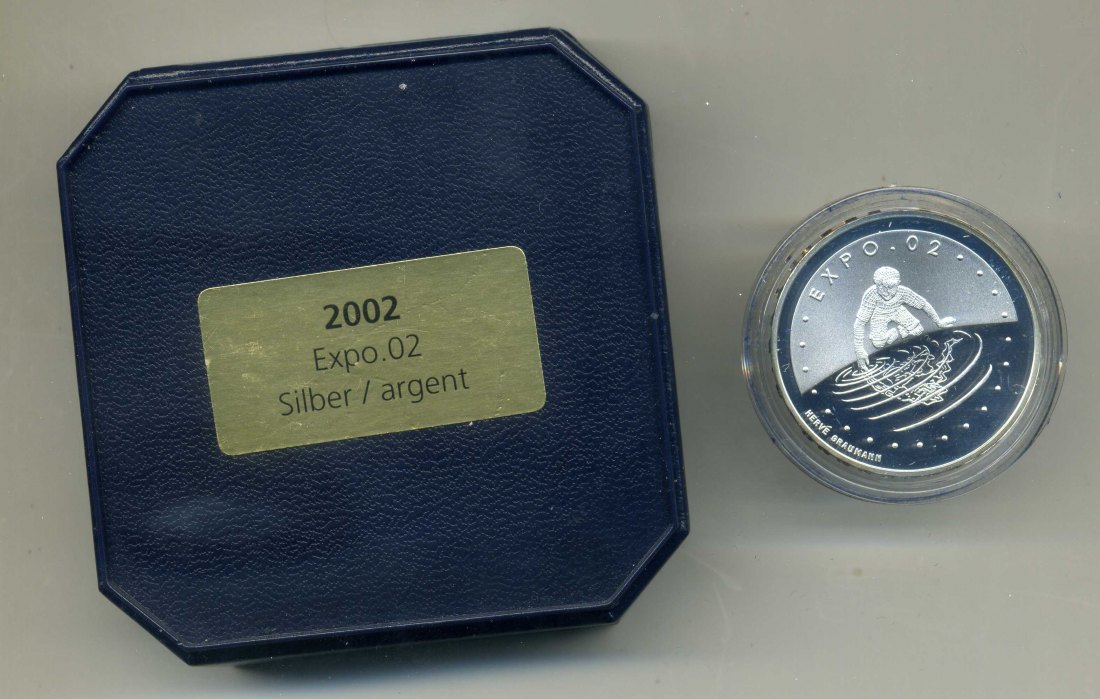 2002
Expo.02
Silber / argent
EXPO.02
HERVÉ GRAUMANN